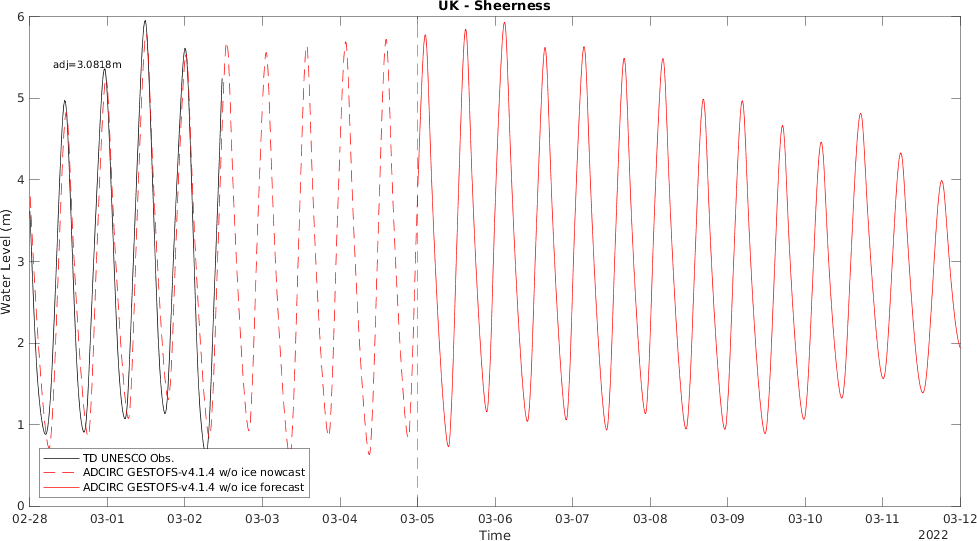 UK - Sheerness
adj=3.0818m
Water Level (m)
6
5
4
3
2
1
0
TD UNESCO Obs.
ADCIRC GESTOFS-v4.1.4 w/o ice nowcast
ADCIRC GESTOFS-v4.1.4 w/o ice forecast
02-28 03-01 03-02 03-03 03-04 03-05 03-06 03-07 03-08 03-09 03-10 03-11 03-12
Time
2022